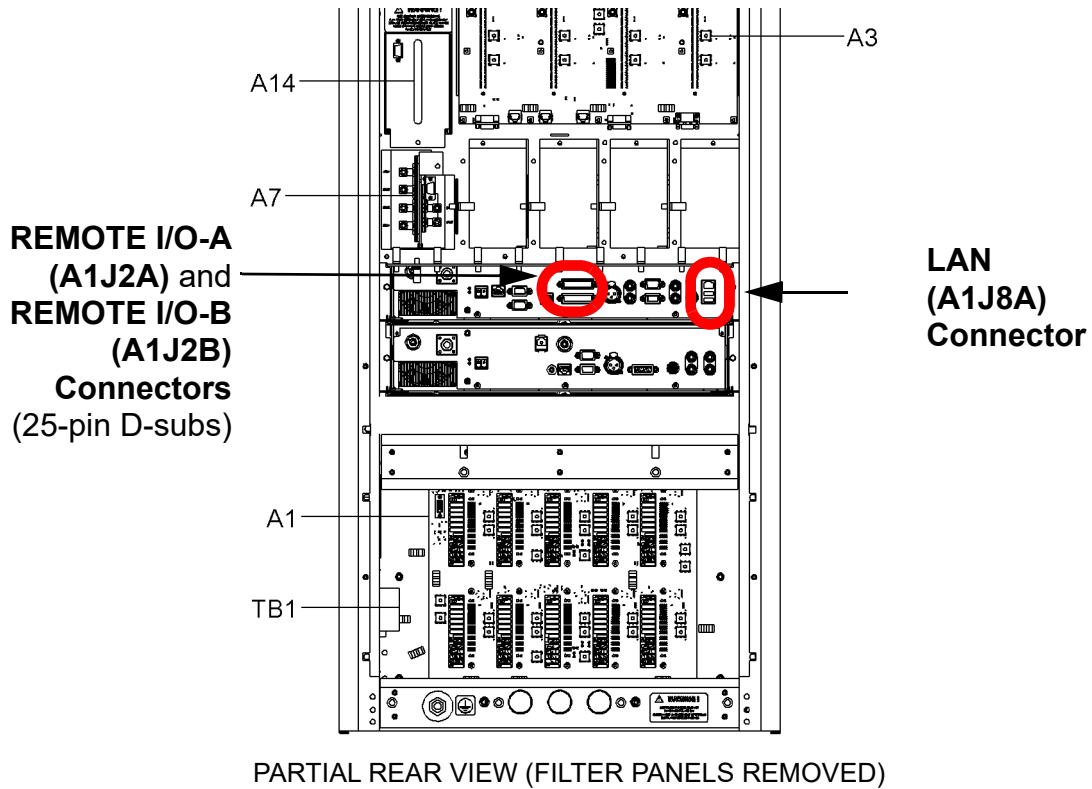 A14
A3
A7
REMOTE I/O-A
(A1J2A) and
REMOTE I/O-B
(A1J2B)
Connectors
(25-pin D-subs)
LAN
(A1J8A)
Connector
A1
TB1
WARNING !
PARTIAL REAR VIEW (FILTER PANELS REMOVED)